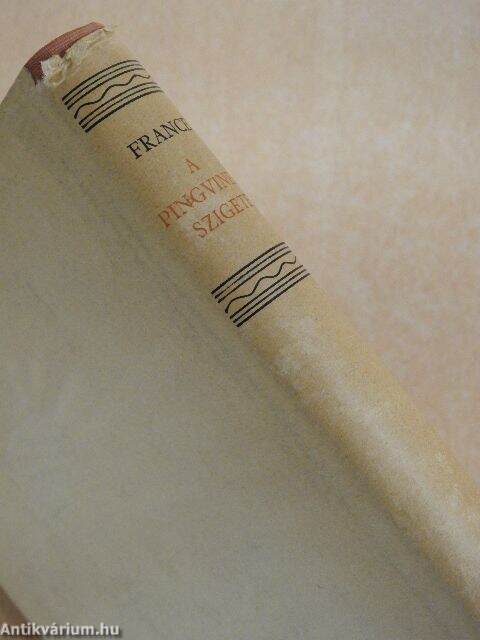 FRANCE
A
PINGVINEK
SZIGETE
Antikvárium.hu